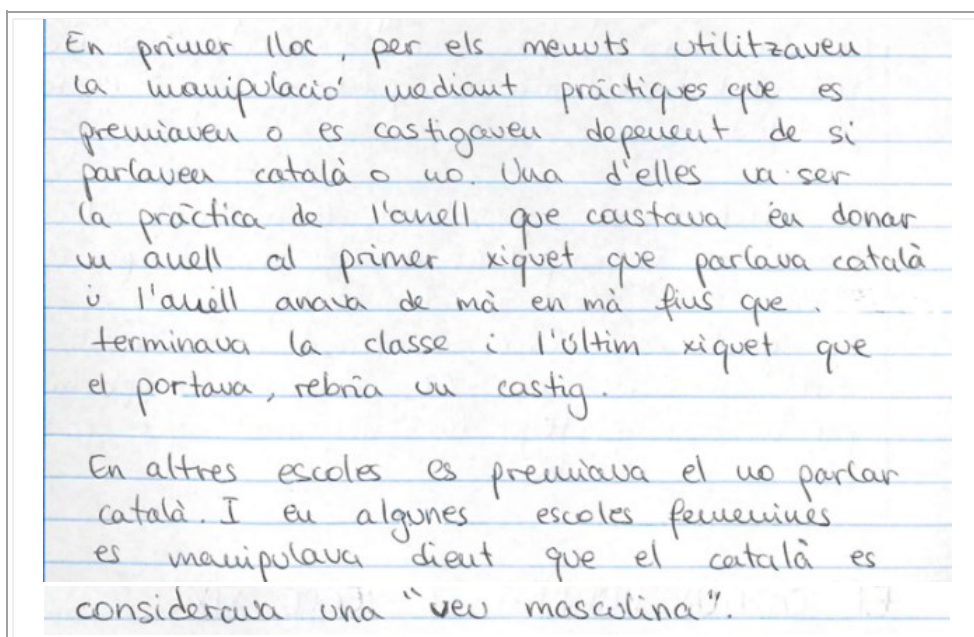 En primer lloc, per els menuts utilitzaven
la manipulació mediant pràctiques que es
premiaven o es castigaven depenent de si
parlaven català o no. Una d'elles va ser
la pràctica de l'anell que constava en donar
un anell al primer xiquet que parlava català
i l'anell anava de mà en mà fins que.
terminava la classe i l'últim xiquet que
el portava, rebria un castig.
En altres escoles es premiava el no parlar
català. I en algunes escoles femenines
es manipulava dient que el català es
considerava una "veu masculina".